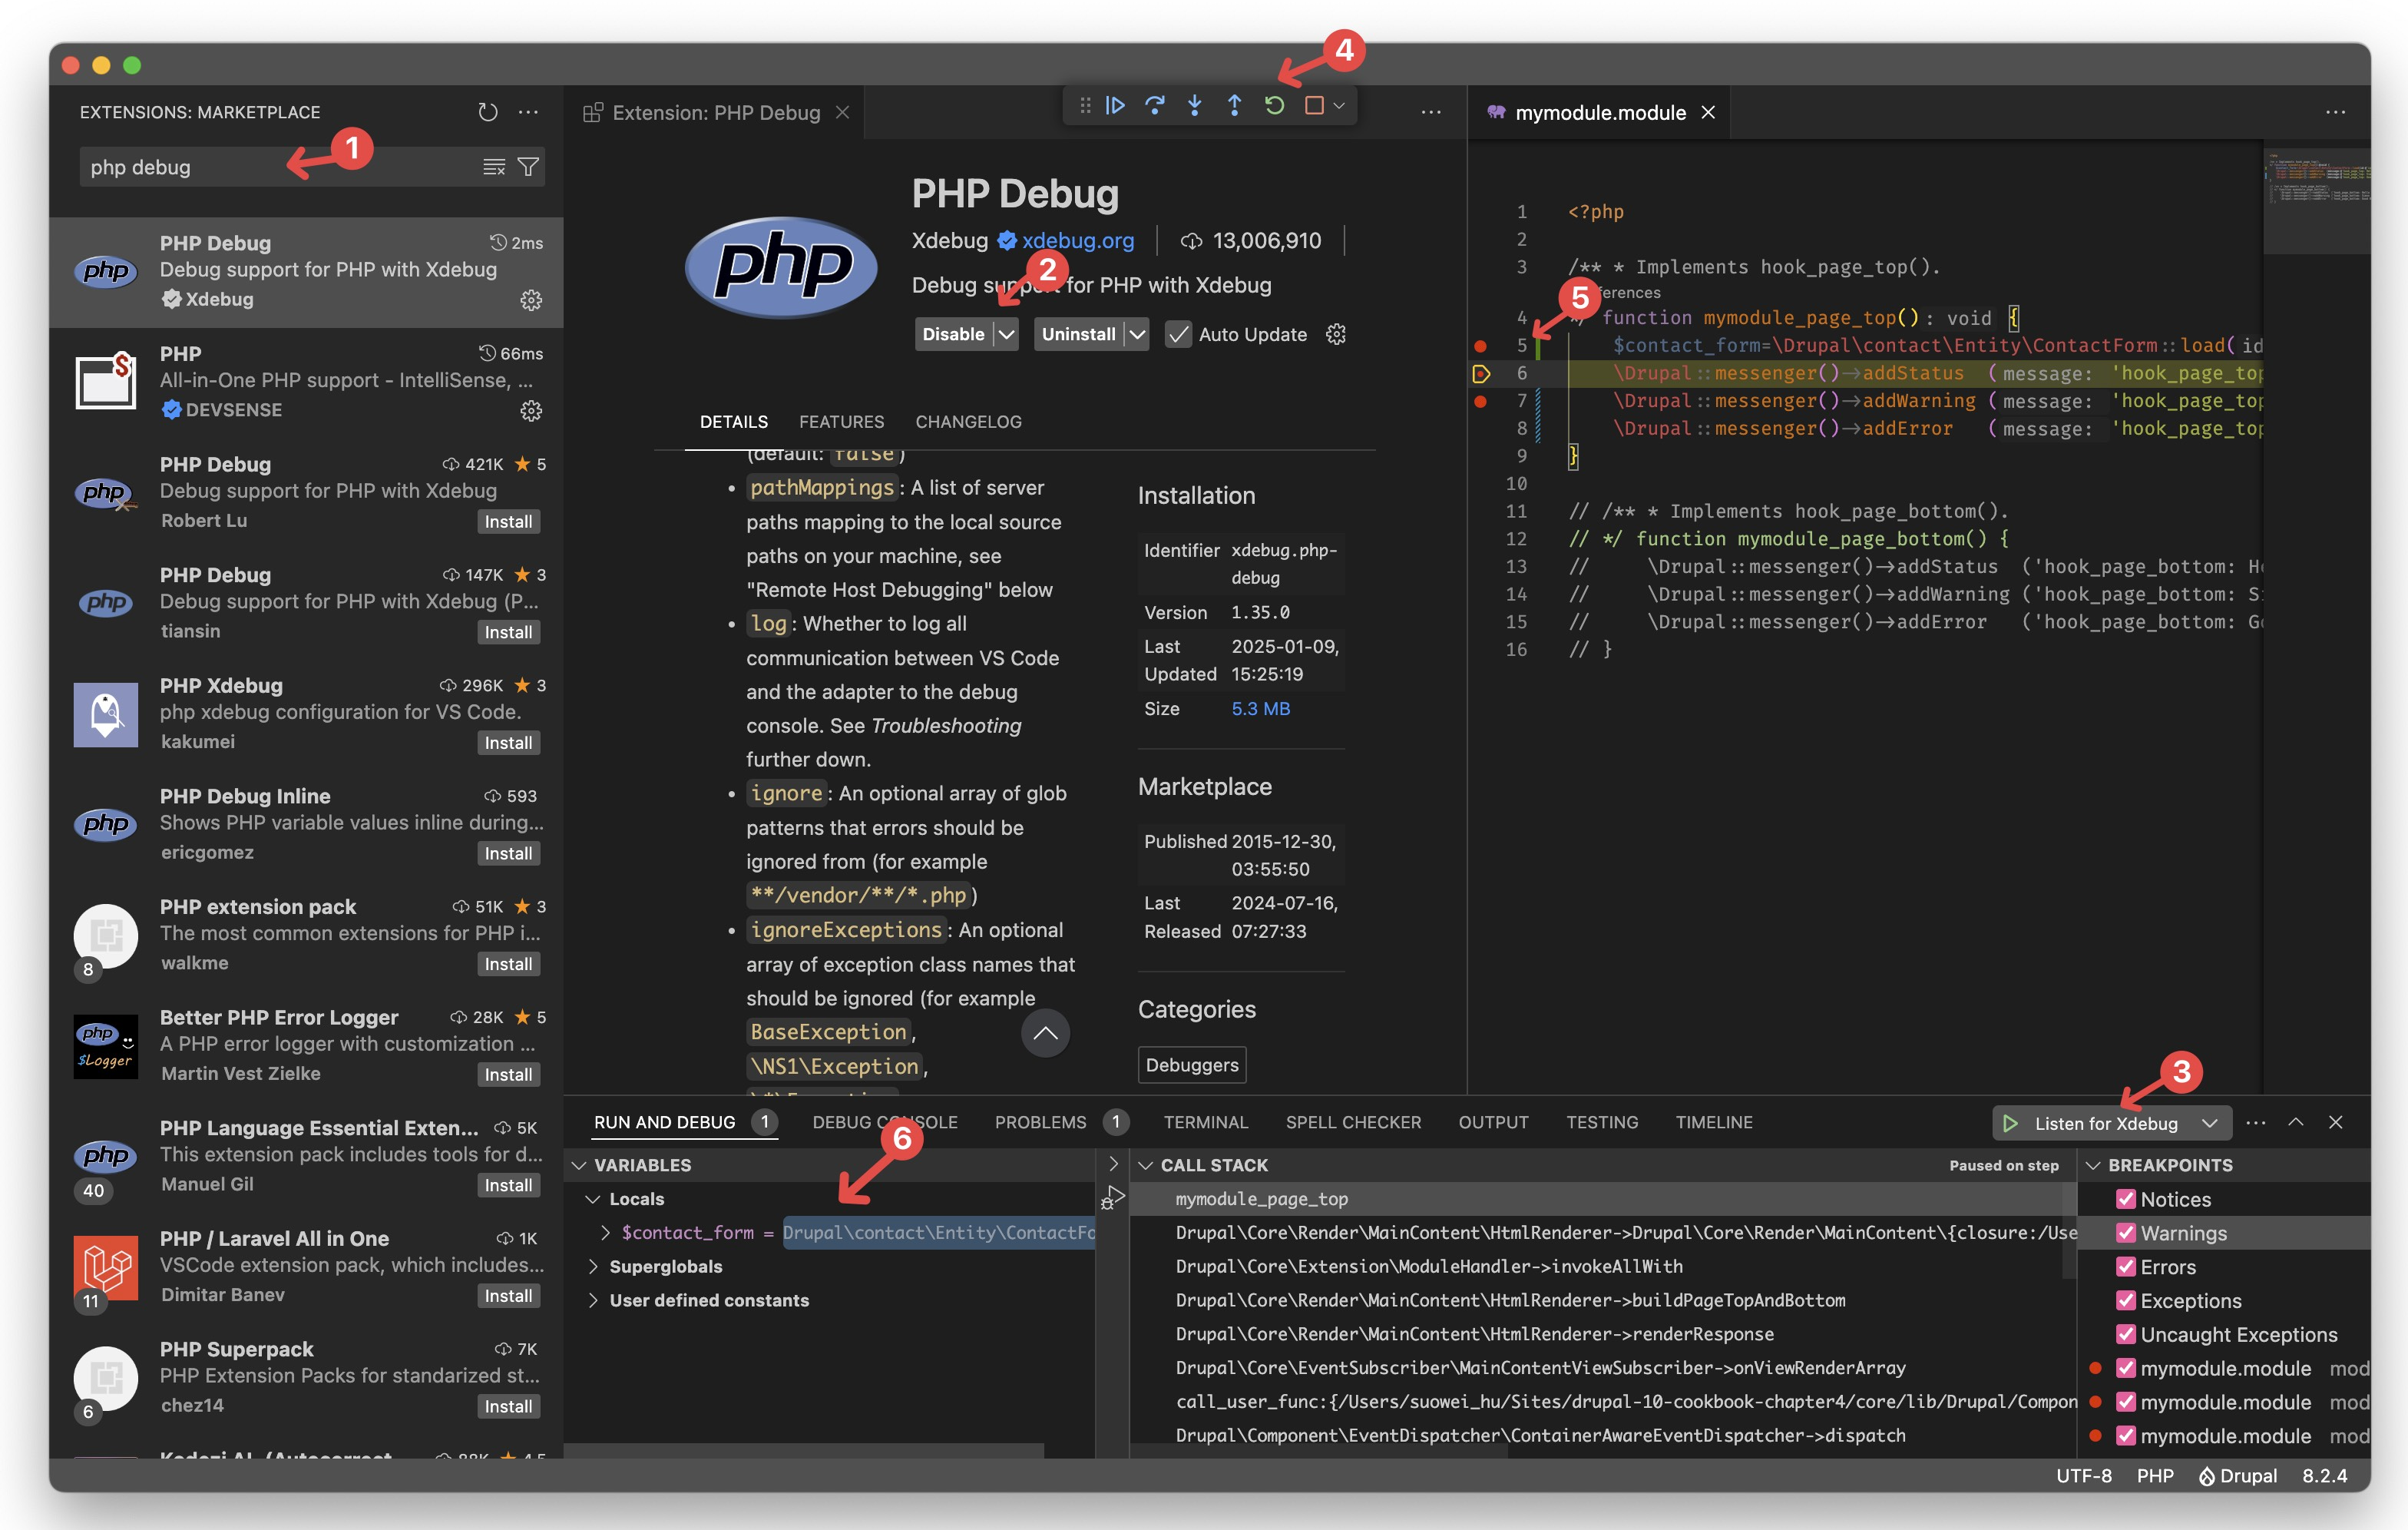 4
EXTENSIONS: MARKETPLACE
1
php debug
PHP Debug
2ms
Debug support for PHP with Xdebug
Xdebug
PHP
66ms
All-in-One PHP support - IntelliSense, ...
DEVSENSE
PHP Debug
421K ★ 5
Debug support for PHP with Xdebug
Robert Lu
Install
PHP Debug
147K ★ 3
Debug support for PHP with Xdebug (P...
tiansin
Install
PHP Xdebug
296K ★ 3
php xdebug configuration for VS Code.
kakumei
Install
PHP Debug Inline
593
Shows PHP variable values inline during...
ericgomez
Install
PHP extension pack
51K ★ 3
The most common extensions for PHP i...
8
walkme
Install
php
$Logger
Better PHP Error Logger
28K ★ 5
A PHP error logger with customization ...
Martin Vest Zielke
Install
PHP Language Essential Exten...
5K
This extension pack includes tools for d...
40
Manuel Gil
Install
PHP / Laravel All in One
1K
VSCode extension pack, which includes...
11
Dimitar Banev
Install
PHP Superpack
7K
PHP Extension Packs for standarized st...
6
chez14
Install
Extension: PHP Debug
php
PHP Debug
Xdebug xdebug.org | 13,006,910 |
2
Debug support for PHP with Xdebug
Disable
Uninstall
Auto Update
DETAILS FEATURES CHANGELOG
(default: false)
• pathMappings: A list of server
paths mapping to the local source
paths on your machine, see
"Remote Host Debugging" below
• log: Whether to log all
communication between VS Code
and the adapter to the debug
console. See Troubleshooting
further down.
• ignore: An optional array of glob
patterns that errors should be
ignored from (for example
**/vendor/**/*.php)
• ignoreExceptions: An optional
array of exception class names that
should be ignored (for example
BaseException,
\NS1\Exception,
Installation
Identifier xdebug.php-
debug
Version 1.35.0
Last 2025-01-09,
Updated 15:25:19
Size 5.3 MB
Marketplace
Published 2015-12-30,
03:55:50
Last 2024-07-16,
Released 07:27:33
Categories
Debuggers
mymodule.module
1 <?php
2
3 /** * Implements hook_page_top().
5
ferences
4 */ function mymodule_page_top(): void {
5 $contact_form=\Drupal\contact\Entity\ContactForm::load( id
6 \Drupal::messenger()->addStatus ( message: 'hook_page_top
7 \Drupal::messenger()->addWarning ( message: 'hook_page_top
8 \Drupal::messenger()->addError ( message: 'hook_page_top
9 }
10
11 // /** * Implements hook_page_bottom().
12 // */ function mymodule_page_bottom() {
13 // \Drupal::messenger()->addStatus ('hook_page_bottom: He
14 // \Drupal::messenger()->addWarning ('hook_page_bottom: S
15 // \Drupal::messenger()->addError ('hook_page_bottom: Go
16 // }
3
RUN AND DEBUG 1 DEBUG CONSOLE PROBLEMS 1 TERMINAL SPELL CHECKER OUTPUT TESTING TIMELINE
Listen for Xdebug
6
VARIABLES
Locals
$contact_form = Drupal\contact\Entity\ContactFo
Superglobals
User defined constants
CALL STACK
Paused on step
mymodule_page_top
Drupal\Core\Render\MainContent\HtmlRenderer->Drupal\Core\Render\MainContent\{closure:/Use
Drupal\Core\Extension\ModuleHandler->invokeAllWith
Drupal\Core\Render\MainContent\HtmlRenderer->buildPageTopAndBottom
Drupal\Core\Render\MainContent\HtmlRenderer->renderResponse
Drupal\Core\EventSubscriber\MainContentViewSubscriber->onViewRenderArray
call_user_func:{/Users/suowei_hu/Sites/drupal-10-cookbook-chapter4/core/lib/Drupal/Compon
Drupal\Component\EventDispatcher\ContainerAwareEventDispatcher->dispatch
BREAKPOINTS
Notices
Warnings
Errors
Exceptions
Uncaught Exceptions
mymodule.module mod
mymodule.module mod
mymodule.module mod
UTF-8 PHP Drupal 8.2.4